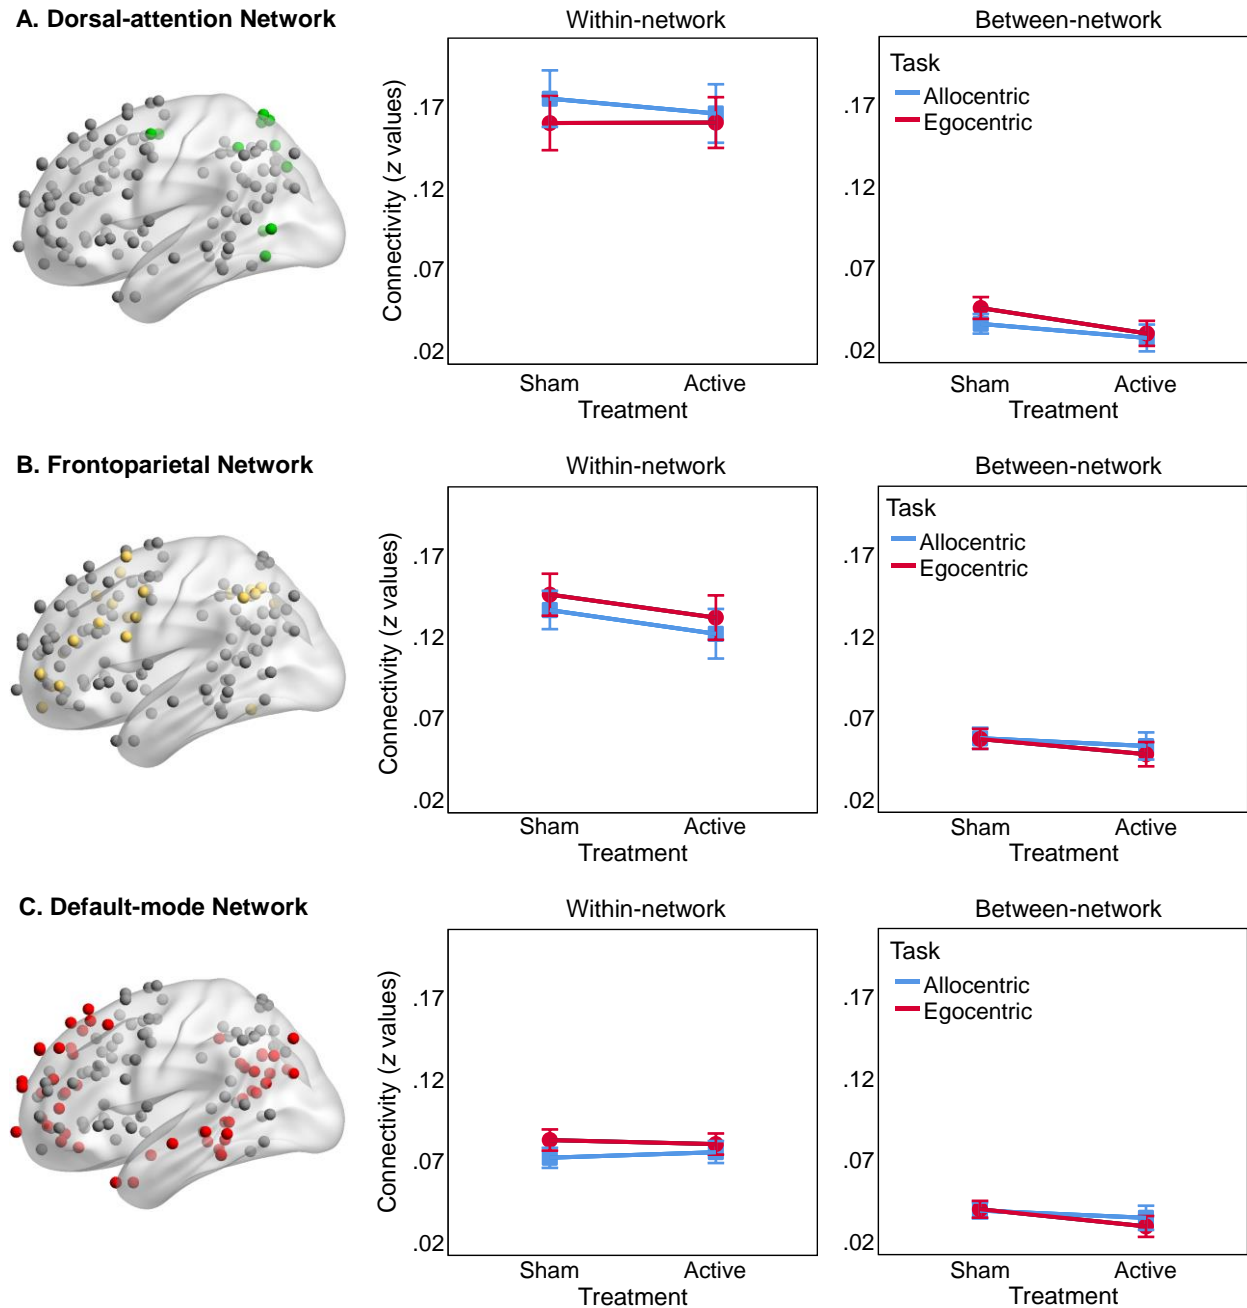 A. Dorsal-attention Network
Within-network
Between-network
Connectivity (z values)
.17
.12
.07
.02
Sham
Active
Treatment
Task
Allocentric
Egocentric
.17
.12
.07
.02
Sham
Active
Treatment
B. Frontoparietal Network
Within-network
Between-network
Connectivity (z values)
.17
.12
.07
.02
Sham
Active
Treatment
Task
Allocentric
Egocentric
.17
.12
.07
.02
Sham
Active
Treatment
C. Default-mode Network
Within-network
Between-network
Connectivity (z values)
.17
.12
.07
.02
Sham
Active
Treatment
Task
Allocentric
Egocentric
.17
.12
.07
.02
Sham
Active
Treatment